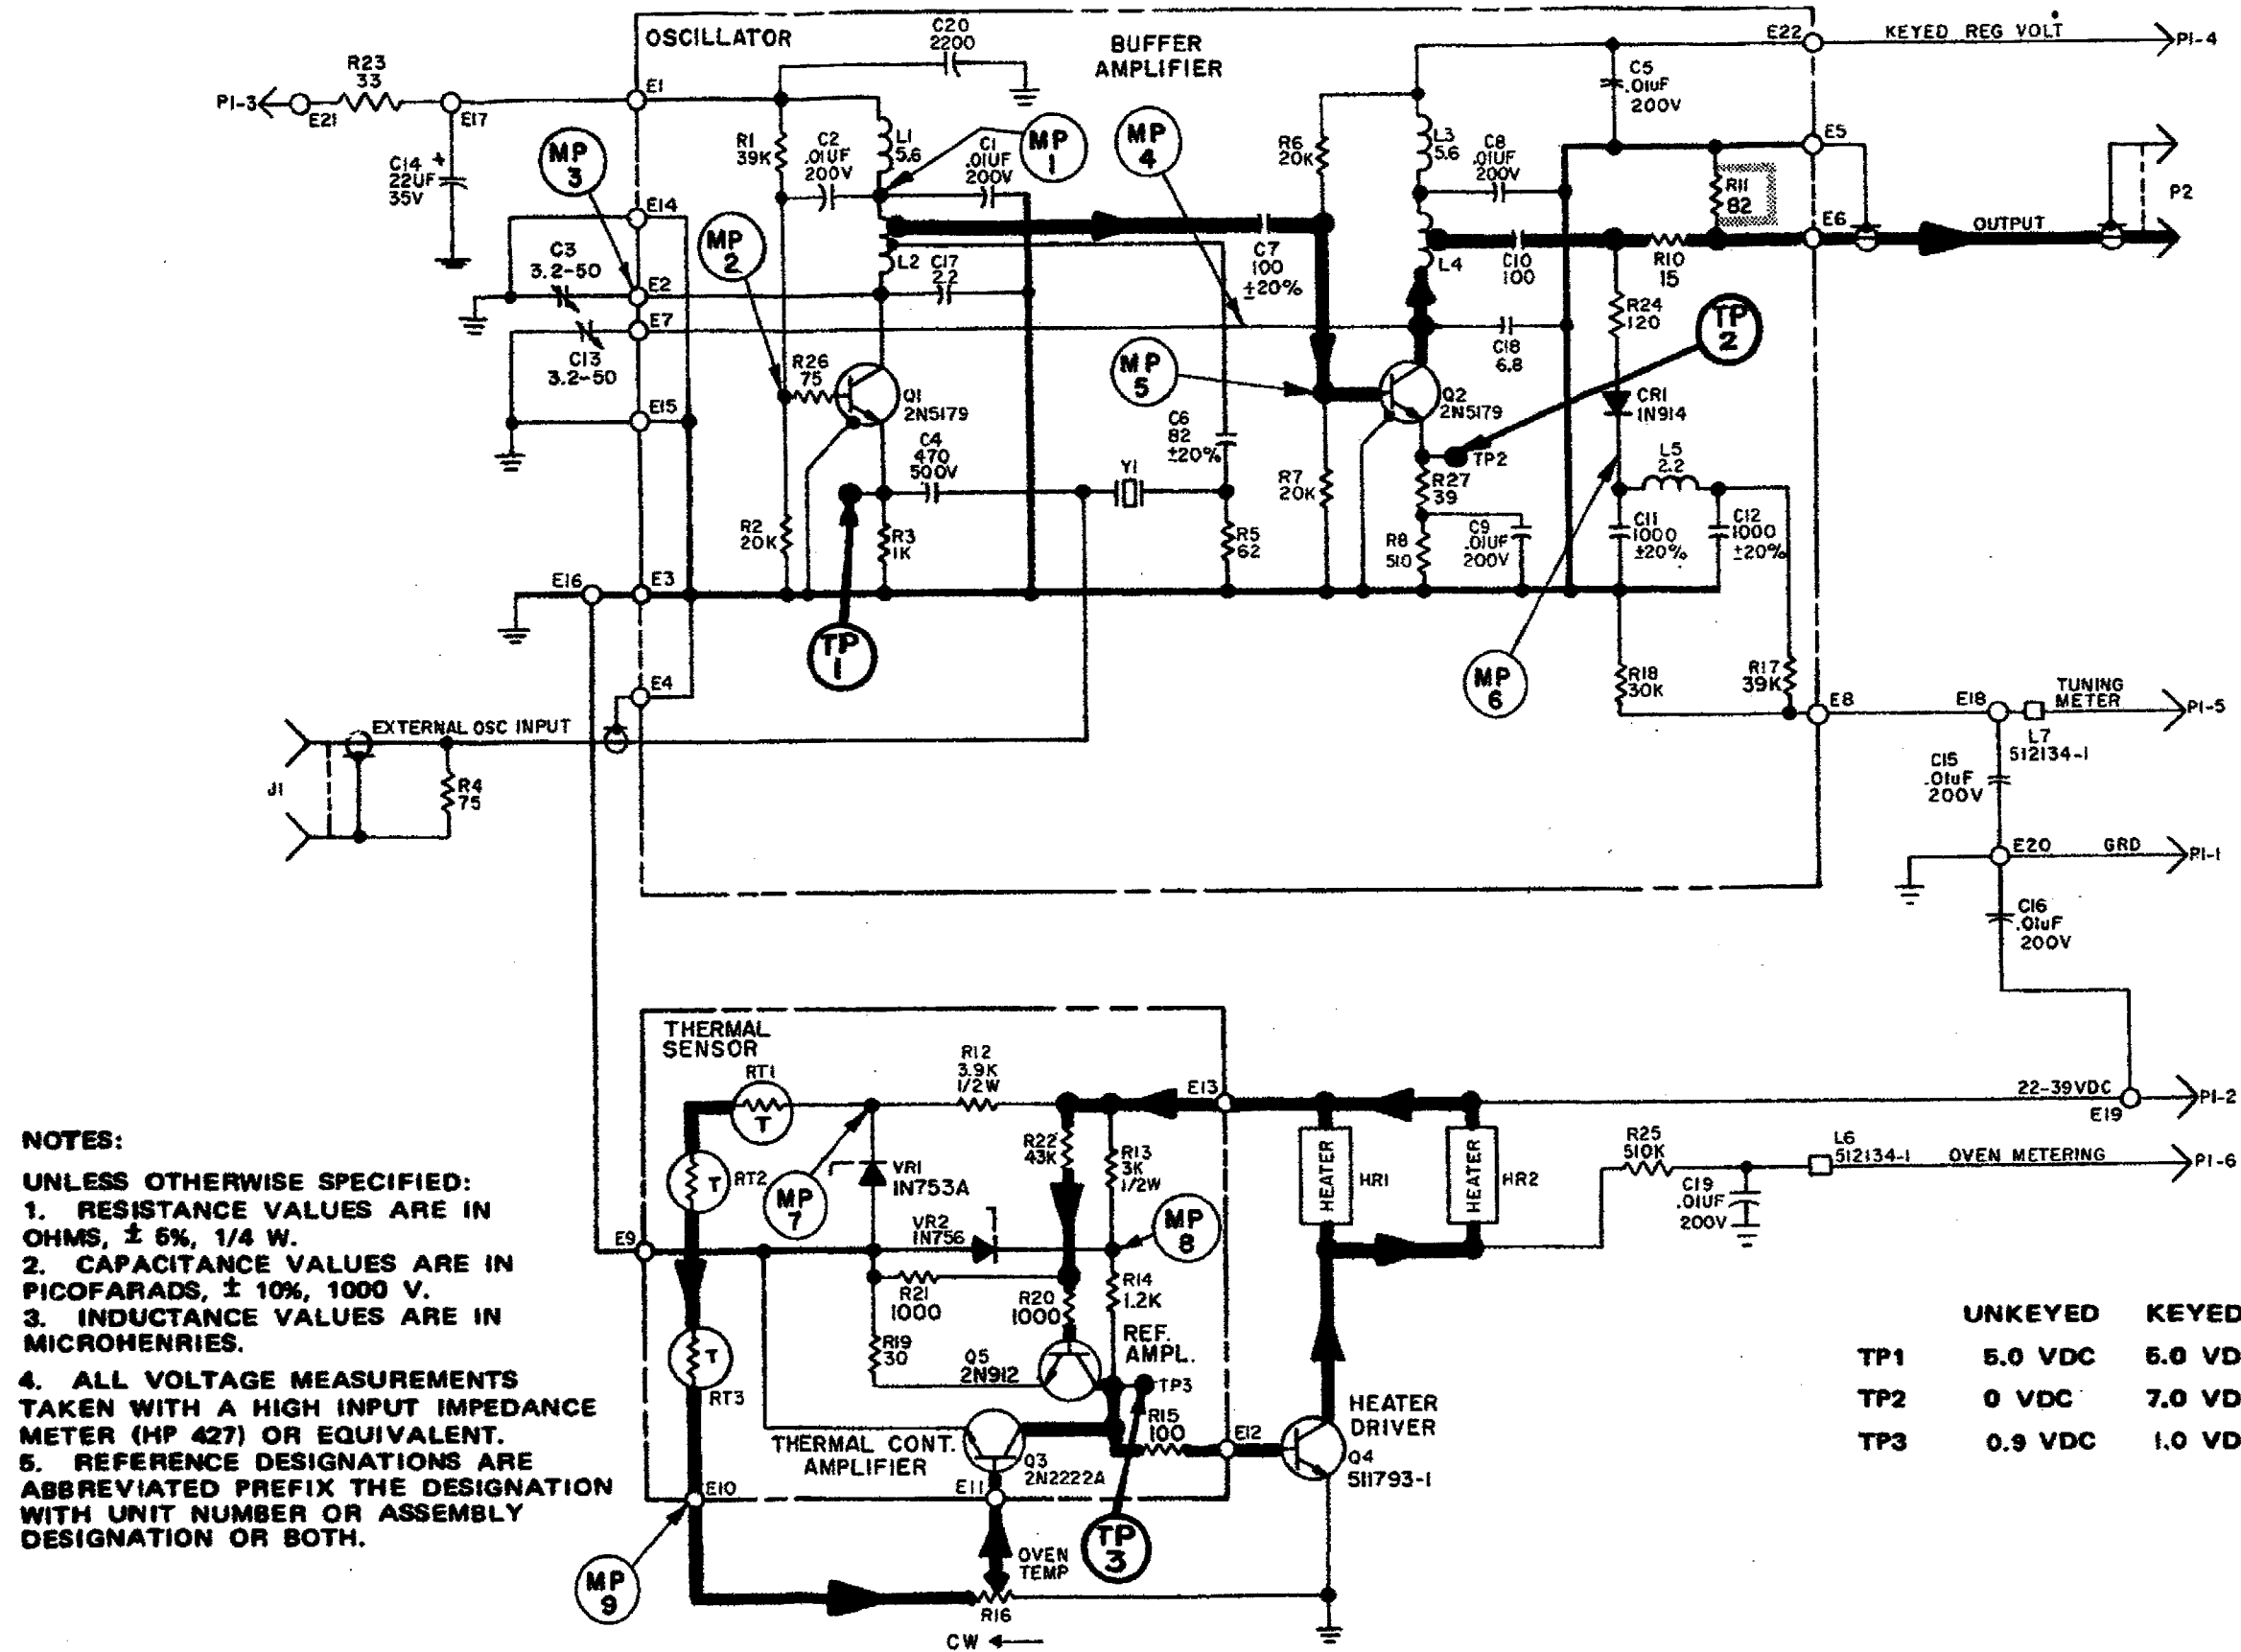 OSCILLATOR
BUFFER
AMPLIFIER
C20
2200
E22
KEYED REG VOLT
P1-4
R23
33
P1-3
E21
E17
E1
C14
22UF
35V
+
MP
3
R1
39K
C2
.01UF
200V
L1
5.6
C1
.01UF
200V
MP
1
MP
4
R6
20K
L3
5.6
C8
.01UF
200V
C5
.01uF
200V
E5
R11
82
P2
E14
C3
3.2-50
E2
E7
C13
3.2-50
E15
MP
2
L2
C17
2.2
C7
100
±20%
L4
C10
100
R10
15
E6
OUTPUT
R24
120
TP
2
C18
6.8
R26
75
Q1
2N5179
MP
5
Q2
2N5179
CR1
1N914
C4
470
500V
Y1
C6
82
±20%
TP2
R27
39
L5
2.2
R2
20K
R3
1K
R5
62
R7
20K
R8
510
C9
.01UF
200V
C11
1000
±20%
C12
1000
±20%
E16
E3
TP
1
E4
MP
6
R18
30K
R17
39K
E8
E18
TUNING
METER
P1-5
L7
512134-1
EXTERNAL OSC INPUT
J1
R4
75
C15
.01uF
200V
E20
GRD
P1-1
C16
.01uF
200V
THERMAL
SENSOR
RT1
T
R12
3.9K
1/2W
E13
22-39VDC
E19
P1-2
RT2
T
MP
7
VR1
1N753A
R22
43K
R13
3K
1/2W
HEATER
HR1
HEATER
HR2
R25
510K
L6
512134-1
OVEN METERING
P1-6
C19
.01UF
200V
E9
VR2
1N756
MP
8
R21
1000
R20
1000
R14
1.2K
R19
30
Q5
2N912
REF.
AMPL.
TP3
T
RT3
THERMAL CONT.
AMPLIFIER
Q3
2N2222A
R15
100
E12
HEATER
DRIVER
Q4
511793-1
E10
E11
MP
9
OVEN
TEMP
TP
3
R16
CW
NOTES:
UNLESS OTHERWISE SPECIFIED:
1. RESISTANCE VALUES ARE IN
OHMS, ± 5%, 1/4 W.
2. CAPACITANCE VALUES ARE IN
PICOFARADS, ± 10%, 1000 V.
3. INDUCTANCE VALUES ARE IN
MICROHENRIES.
4. ALL VOLTAGE MEASUREMENTS
TAKEN WITH A HIGH INPUT IMPEDANCE
METER (HP 427) OR EQUIVALENT.
5. REFERENCE DESIGNATIONS ARE
ABBREVIATED PREFIX THE DESIGNATION
WITH UNIT NUMBER OR ASSEMBLY
DESIGNATION OR BOTH.
UNKEYED KEYED
TP1 5.0 VDC 5.0 VD
TP2 0 VDC 7.0 VD
TP3 0.9 VDC 1.0 VD